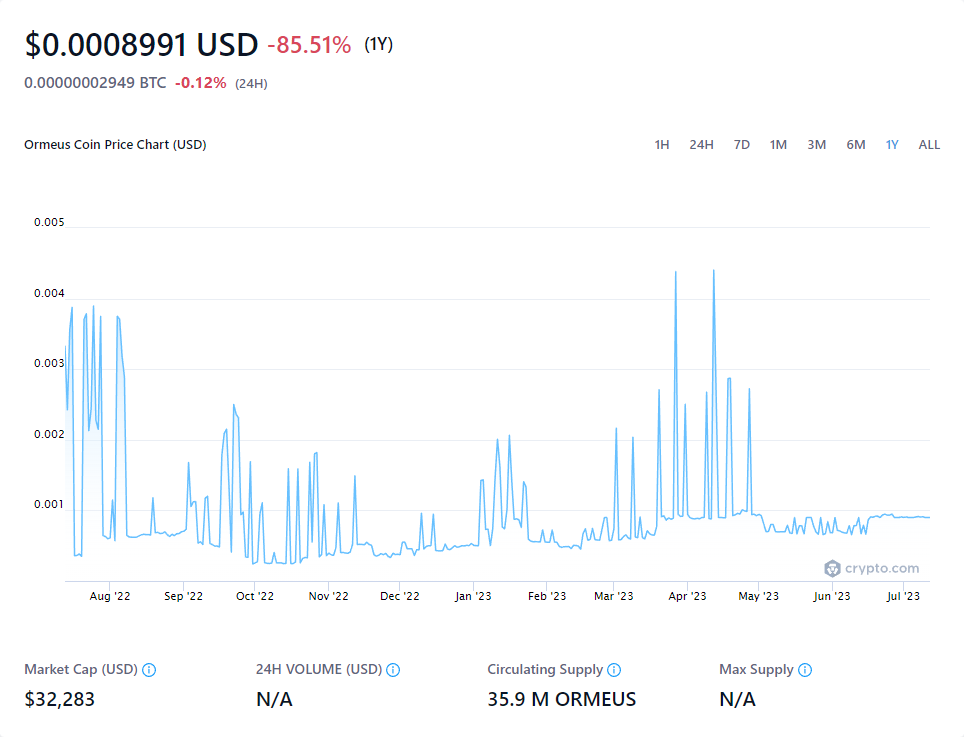 $0.0008991 USD -85.51% (1Y)
0.00000002949 BTC -0.12% (24H)
Ormeus Coin Price Chart (USD) 1H 24H 7D 1M 3M 6M 1Y ALL
0.005
0.004
0.003
0.002
0.001
crypto.com
Aug '22 Sep '22 Oct '22 Nov '22 Dec '22 Jan '23 Feb '23 Mar '23 Apr '23 May '23 Jun '23 Jul '23
Market Cap (USD) 24H VOLUME (USD) Circulating Supply Max Supply
$32,283 N/A 35.9 M ORMEUS N/A